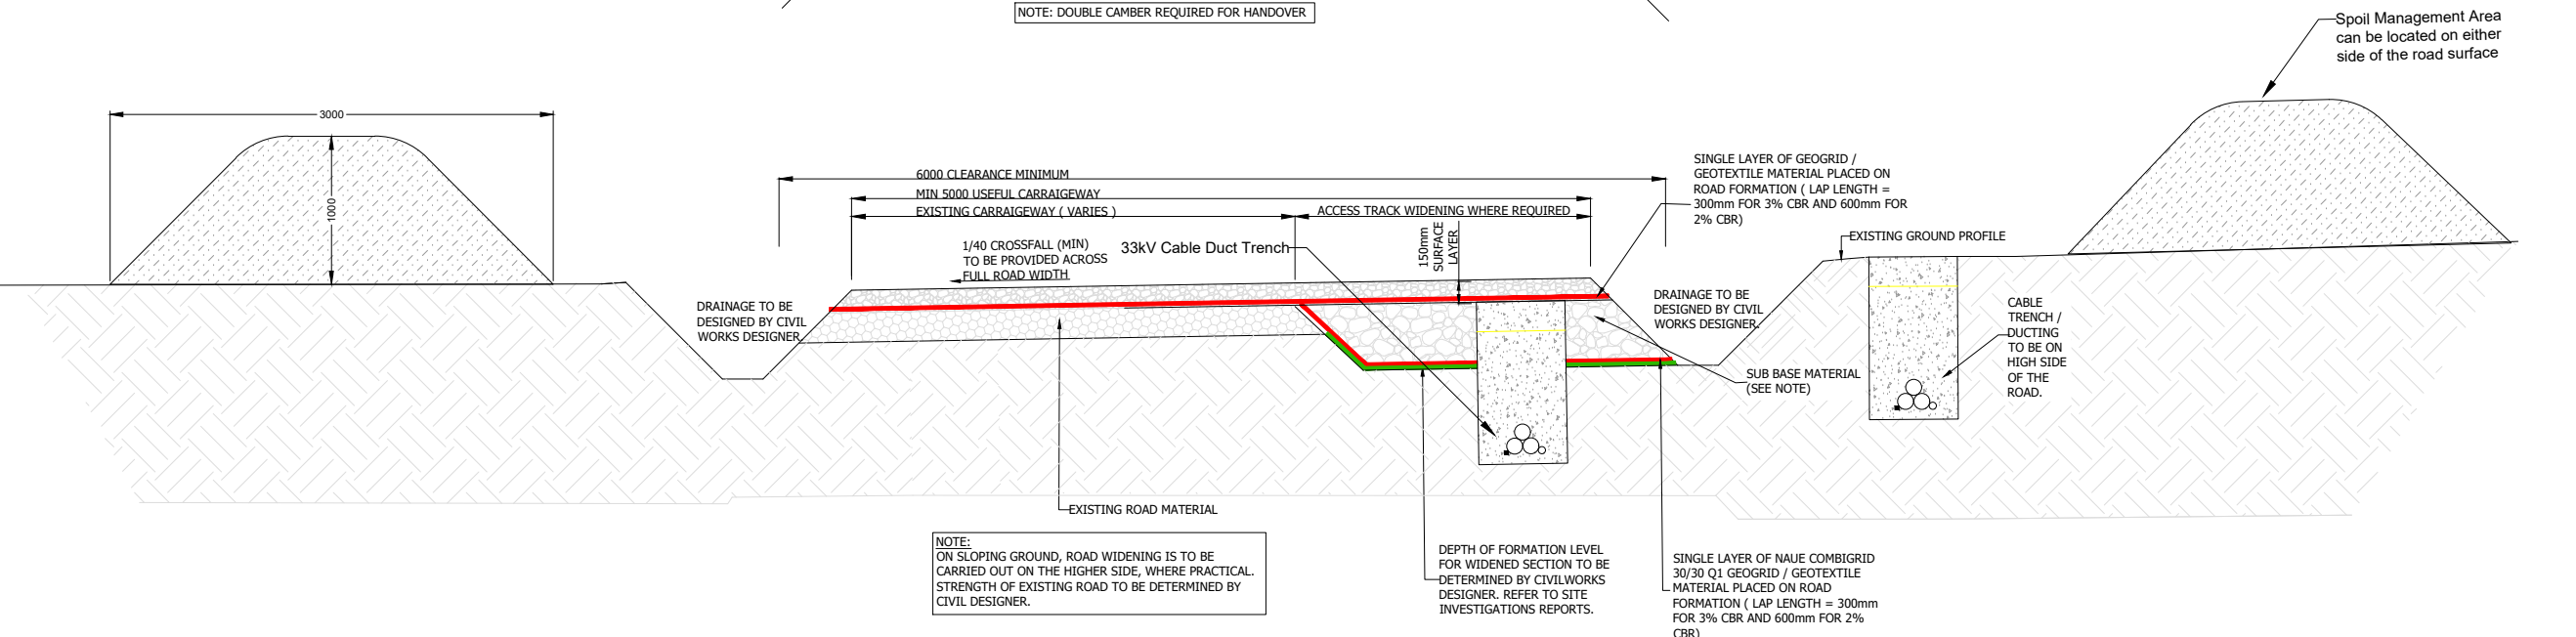 NOTE: DOUBLE CAMBER REQUIRED FOR HANDOVER
Spoil Management Area
can be located on either
side of the road surface
3000
1000
6000 CLEARANCE MINIMUM
MIN 5000 USEFUL CARRAIGEWAY
EXISTING CARRAIGEWAY ( VARIES )
ACCESS TRACK WIDENING WHERE REQUIRED
1/40 CROSSFALL (MIN)
TO BE PROVIDED ACROSS
FULL ROAD WIDTH
33kV Cable Duct Trench
150mm
SURFACE
LAYER
SINGLE LAYER OF GEOGRID /
GEOTEXTILE MATERIAL PLACED ON
ROAD FORMATION ( LAP LENGTH =
300mm FOR 3% CBR AND 600mm FOR
2% CBR)
EXISTING GROUND PROFILE
DRAINAGE TO BE
DESIGNED BY CIVIL
WORKS DESIGNER.
DRAINAGE TO BE
DESIGNED BY CIVIL
WORKS DESIGNER.
CABLE
TRENCH /
DUCTING
TO BE ON
HIGH SIDE
OF THE
ROAD.
SUB BASE MATERIAL
(SEE NOTE)
EXISTING ROAD MATERIAL
NOTE:
ON SLOPING GROUND, ROAD WIDENING IS TO BE
CARRIED OUT ON THE HIGHER SIDE, WHERE PRACTICAL.
STRENGTH OF EXISTING ROAD TO BE DETERMINED BY
CIVIL DESIGNER.
DEPTH OF FORMATION LEVEL
FOR WIDENED SECTION TO BE
DETERMINED BY CIVILWORKS
DESIGNER. REFER TO SITE
INVESTIGATIONS REPORTS.
SINGLE LAYER OF NAUE COMBIGRID
30/30 Q1 GEOGRID / GEOTEXTILE
MATERIAL PLACED ON ROAD
FORMATION ( LAP LENGTH = 300mm
FOR 3% CBR AND 600mm FOR 2%
CBR)